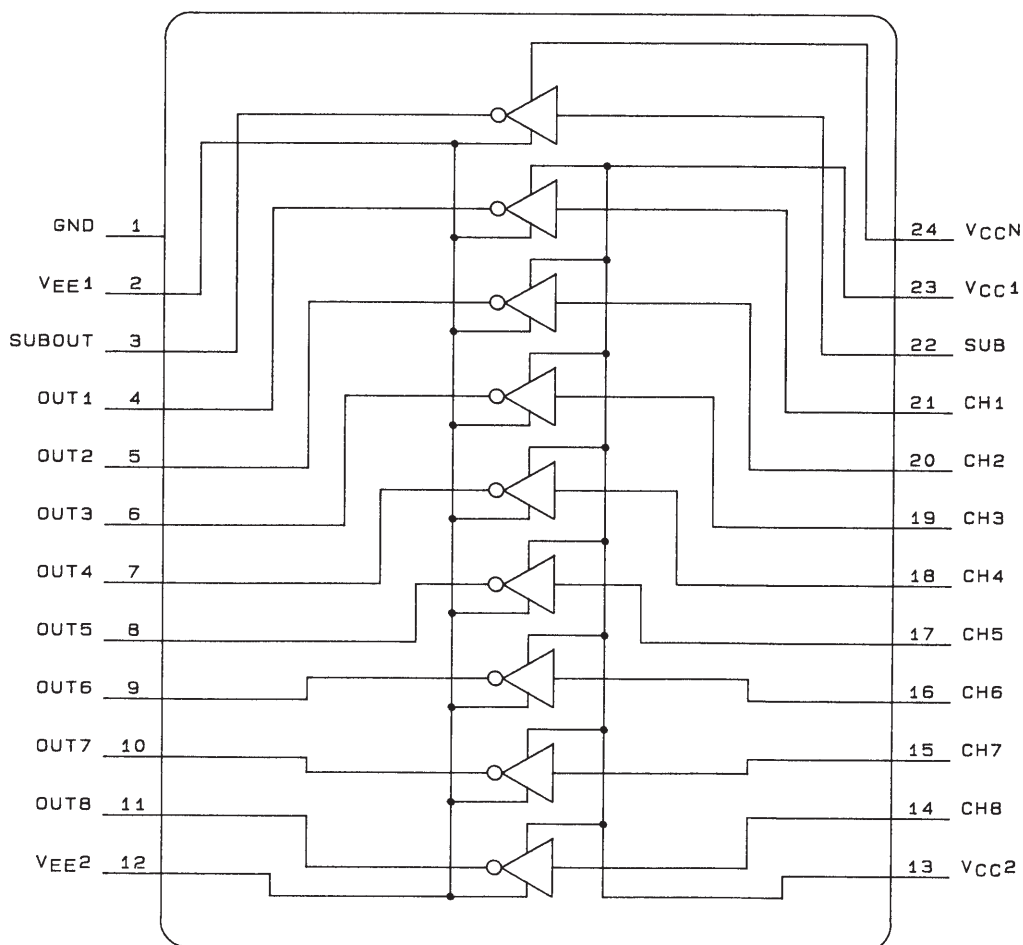 GND 1
VEE1 2
SUBOUT 3
OUT1 4
OUT2 5
OUT3 6
OUT4 7
OUT5 8
OUT6 9
OUT7 10
OUT8 11
VEE2 12
24 VCCN
23 VCC1
22 SUB
21 CH1
20 CH2
19 CH3
18 CH4
17 CH5
16 CH6
15 CH7
14 CH8
13 VCC2